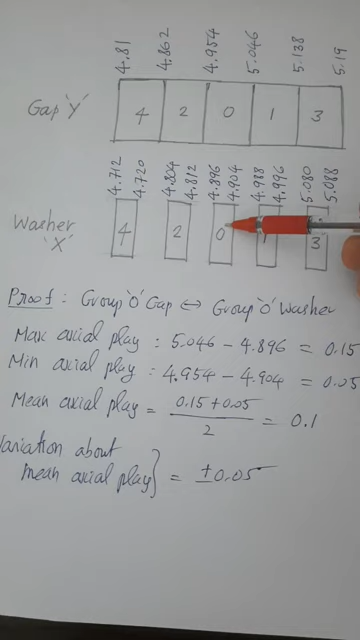 4.81 4.862 4.954 5.046 5.138 5.19
Gap 'Y' 4 2 0 1 3
4.712 4.720 4.804 4.812 4.896 4.904 4.988 4.996 5.080 5.088
Washer 4 2 0 1 3
'X'
Proof : Group '0' Gap ↔ Group '0' Washer
Max axial play : 5.046 - 4.896 = 0.15
Min axial play : 4.954 - 4.904 = 0.05
Mean axial play = 0.15 + 0.05 / 2 = 0.1
Variation about
mean axial play } = ±0.05